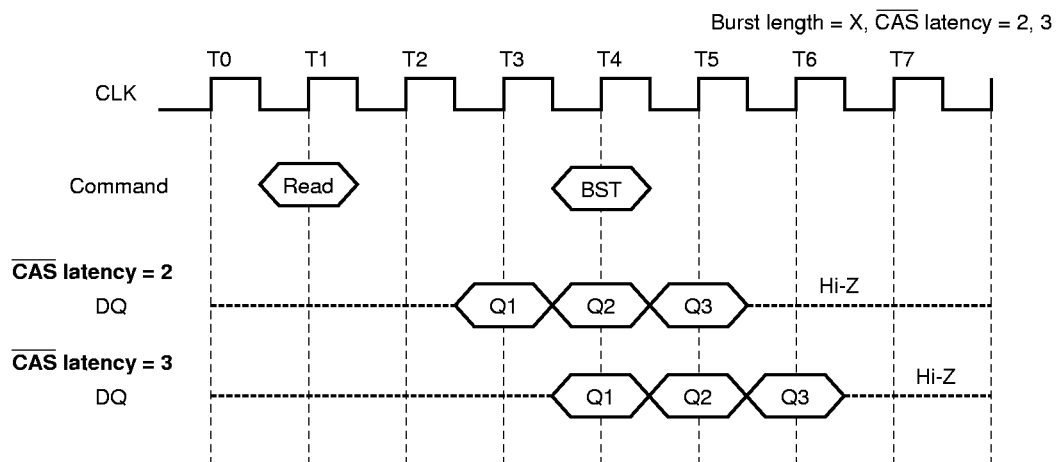 Burst length = X, CAS latency = 2, 3
T0 T1 T2 T3 T4 T5 T6 T7
CLK
Command Read BST
CAS latency = 2
DQ Q1 Q2 Q3 Hi-Z
CAS latency = 3
DQ Q1 Q2 Q3 Hi-Z